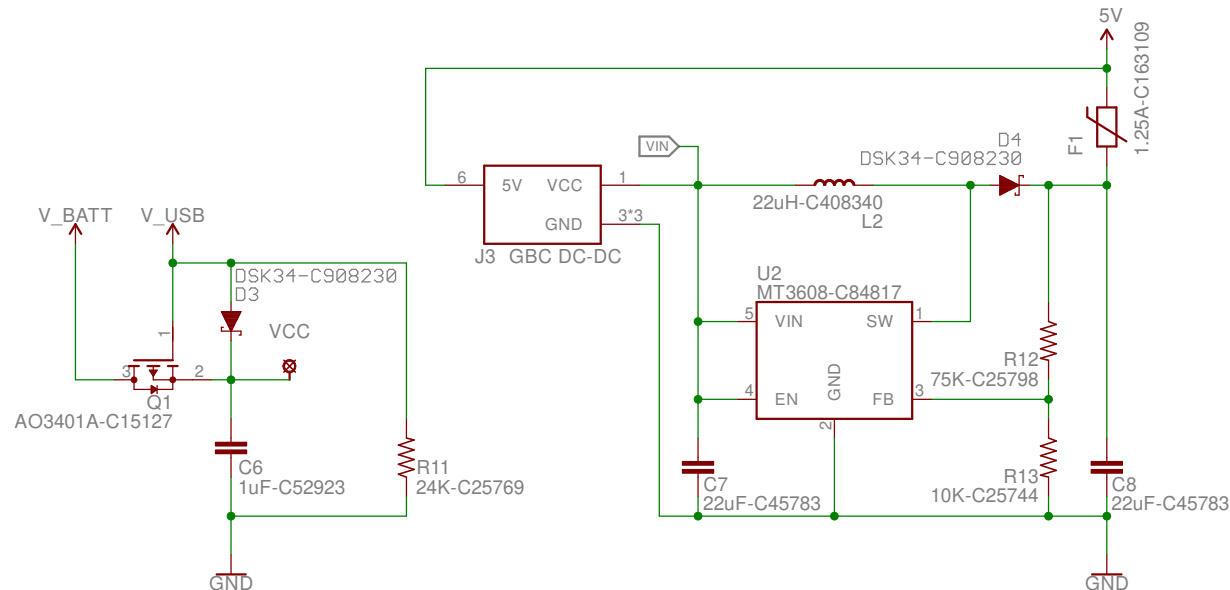 5V
1.25A-C163109
F1
VIN
D4
DSK34-C908230
6
5V
VCC
1
GND
3*3
J3 GBC DC-DC
22uH-C408340
L2
V_BATT
V_USB
DSK34-C908230
D3
VCC
1
3
2
Q1
AO3401A-C15127
C6
1uF-C52923
R11
24K-C25769
GND
U2
MT3608-C84817
5
VIN
SW
1
4
EN
GND
FB
3
2
R12
75K-C25798
R13
10K-C25744
C7
22uF-C45783
C8
22uF-C45783
GND